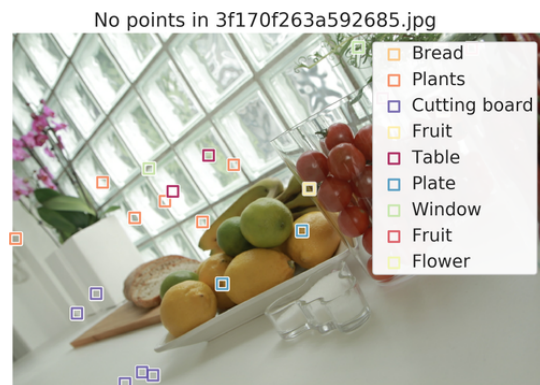 No points in 3f170f263a592685.jpg
Bread
Plants
Cutting board
Fruit
Table
Plate
Window
Fruit
Flower